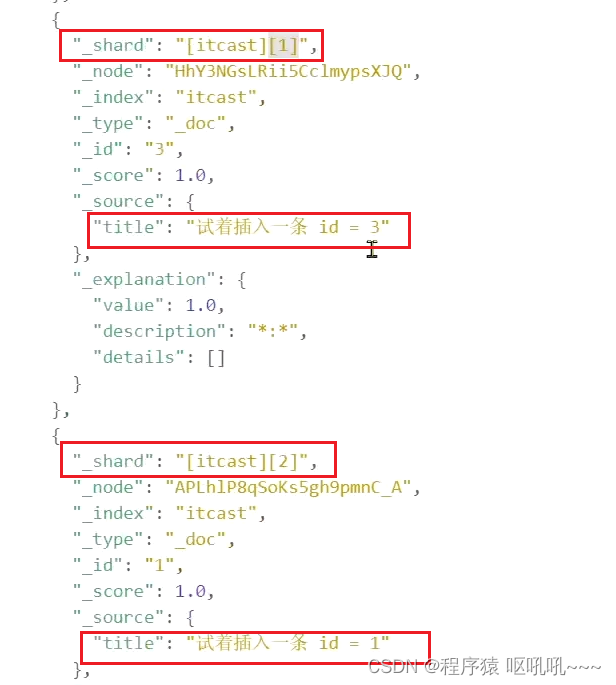 {
"_shard": "[itcast][1]",
"_node": "HhY3NGsLRii5CclmypsXJQ",
"_index": "itcast",
"_type": "_doc",
"_id": "3",
"_score": 1.0,
"_source": {
"title": "试着插入一条 id = 3"
},
"_explanation": {
"value": 1.0,
"description": "*:*",
"details": []
}
},
{
"_shard": "[itcast][2]",
"_node": "APLhlP8qSoKs5gh9pmnC_A",
"_index": "itcast",
"_type": "_doc",
"_id": "1",
"_score": 1.0,
"_source": {
"title": "试着插入一条 id = 1"
},
CSDN @程序猿 呕吼吼~~~